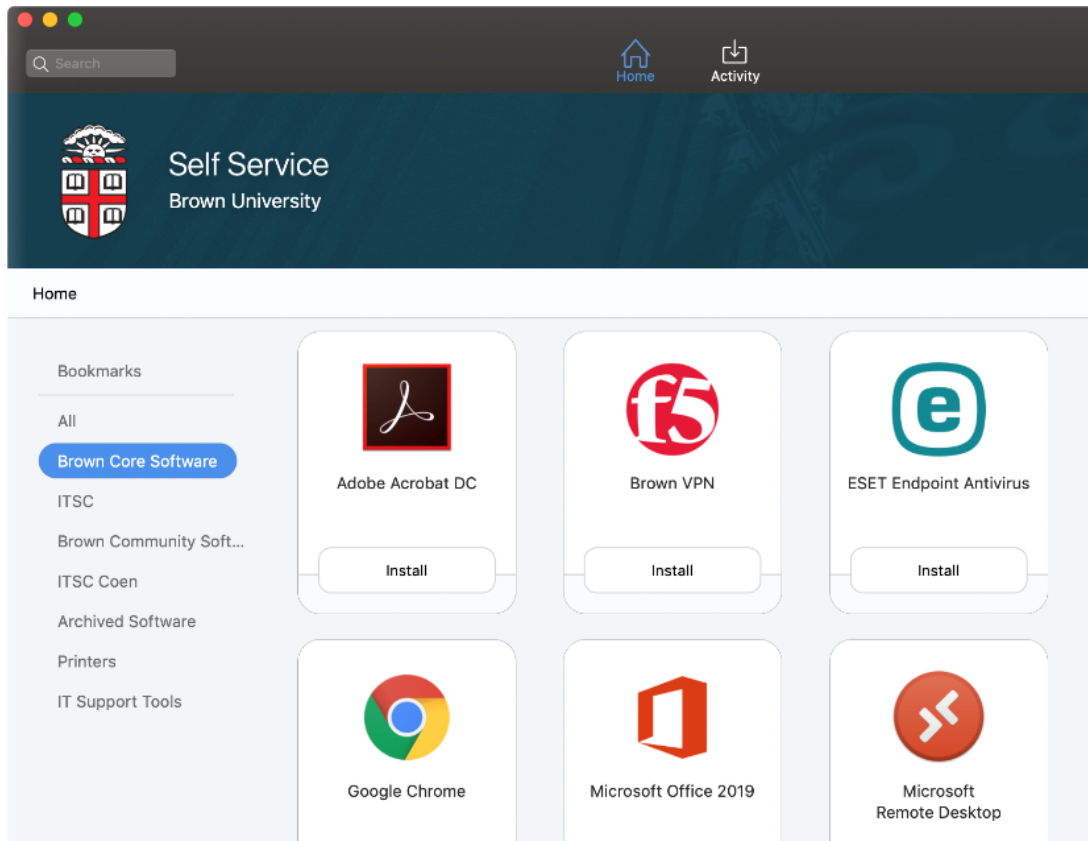 Search
Home
Activity
Self Service
Brown University
Home
Bookmarks
All
Brown Core Software
ITSC
Brown Community Soft...
ITSC Coen
Archived Software
Printers
IT Support Tools
Adobe Acrobat DC
Install
f5
Brown VPN
Install
e
ESET Endpoint Antivirus
Install
Google Chrome
Microsoft Office 2019
Microsoft
Remote Desktop